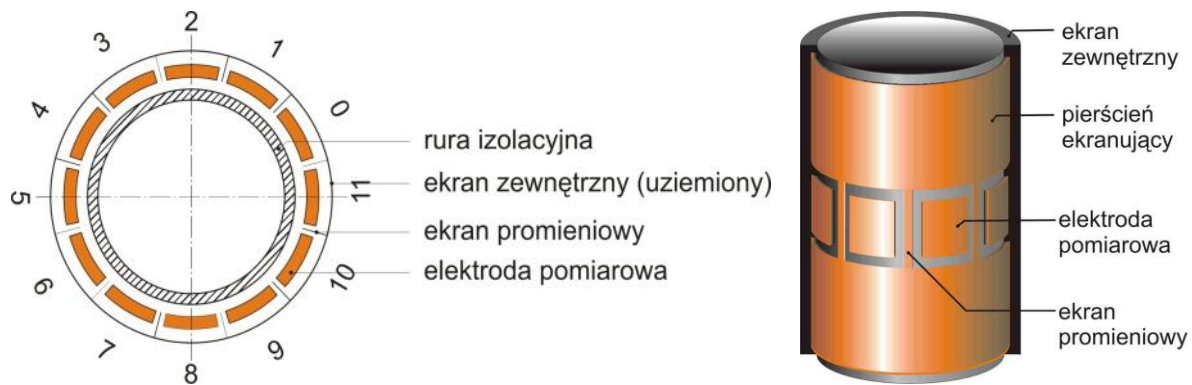 2
3
1
4
0
5
11
6
10
7
9
8
rura izolacyjna
ekran zewnętrzny (uziemiony)
ekran promieniowy
elektroda pomiarowa
ekran
zewnętrzny
pierścień
ekranujący
elektroda
pomiarowa
ekran
promieniowy